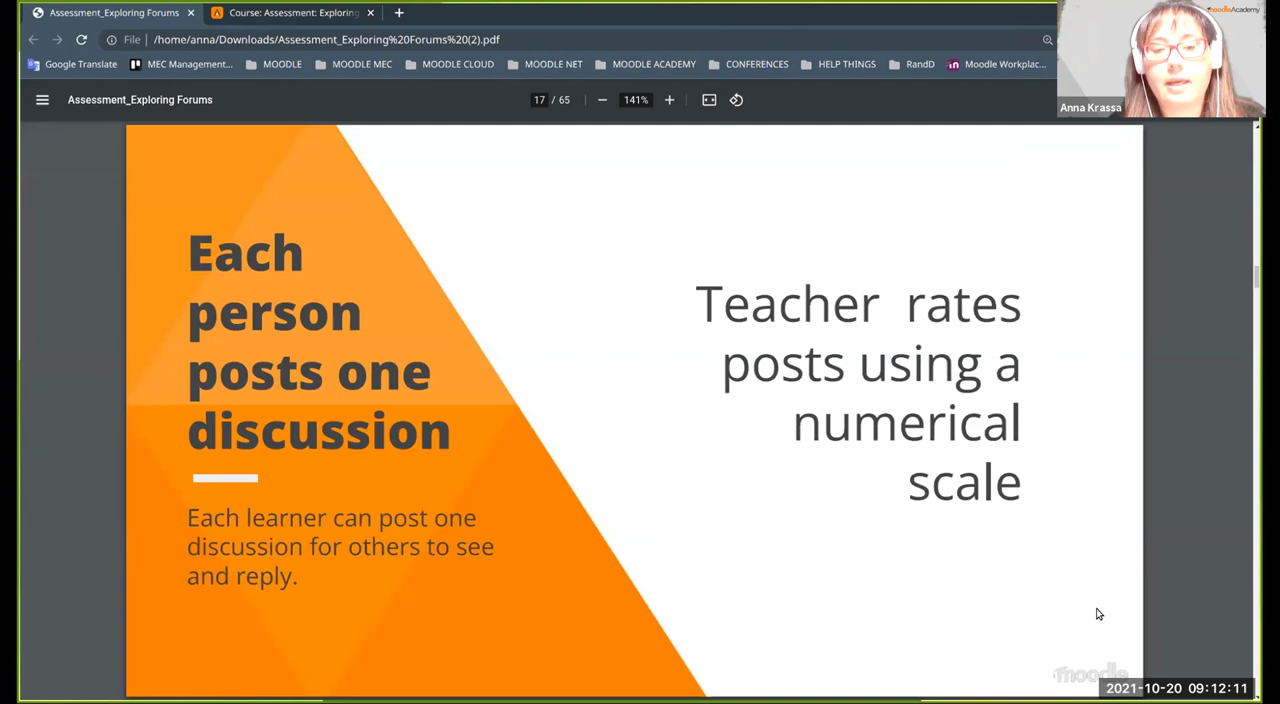 Assessment_Exploring Forums
Course: Assessment: Exploring
File /home/anna/Downloads/Assessment_Exploring%20Forums%20(2).pdf
Google Translate MEC Management... MOODLE MOODLE MEC MOODLE CLOUD MOODLE NET MOODLE ACADEMY CONFERENCES HELP THINGS RandD Moodle Workplac...
moodleAcademy
Anna Krassa
Assessment_Exploring Forums
17 / 65
141%
Each
person
posts one
discussion
Each learner can post one
discussion for others to see
and reply.
Teacher rates
posts using a
numerical
scale
moodle
2021-10-20 09:12:11